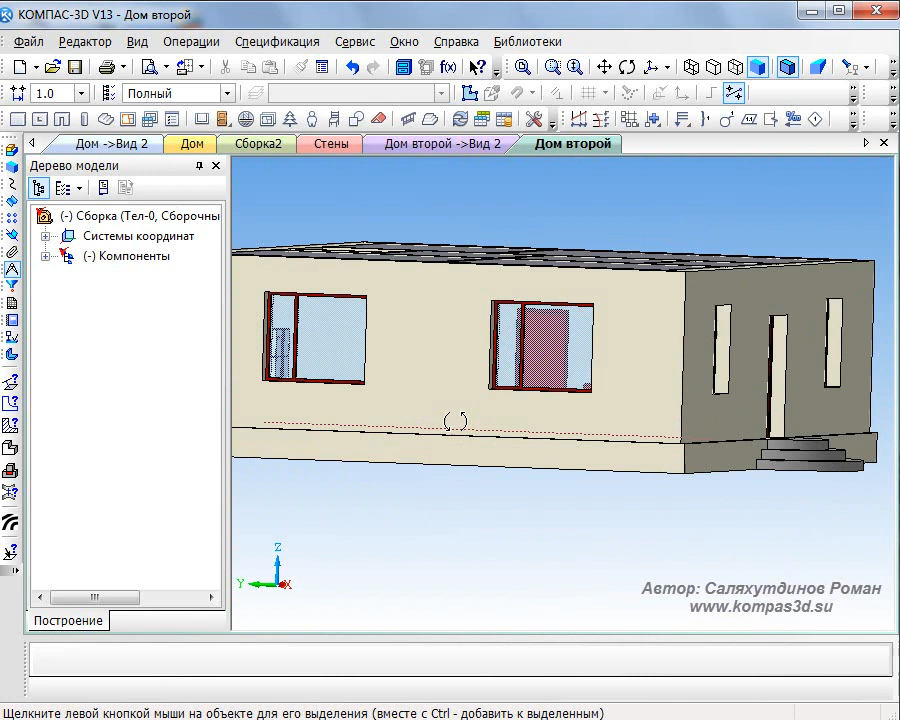 КОМПАС-3D V13 - Дом второй
Файл Редактор Вид Операции Спецификация Сервис Окно Справка Библиотеки
f(x)
1.0 Полный
Дом ->Вид 2 Дом Сборка2 Стены Дом второй ->Вид 2 Дом второй
Дерево модели
(-) Сборка (Тел-0, Сборочны
Системы координат
(-) Компоненты
Z
Y X
Автор: Саляхутдинов Роман
www.kompas3d.su
Построение
Щелкните левой кнопкой мыши на объекте для его выделения (вместе с Ctrl - добавить к выделенным)